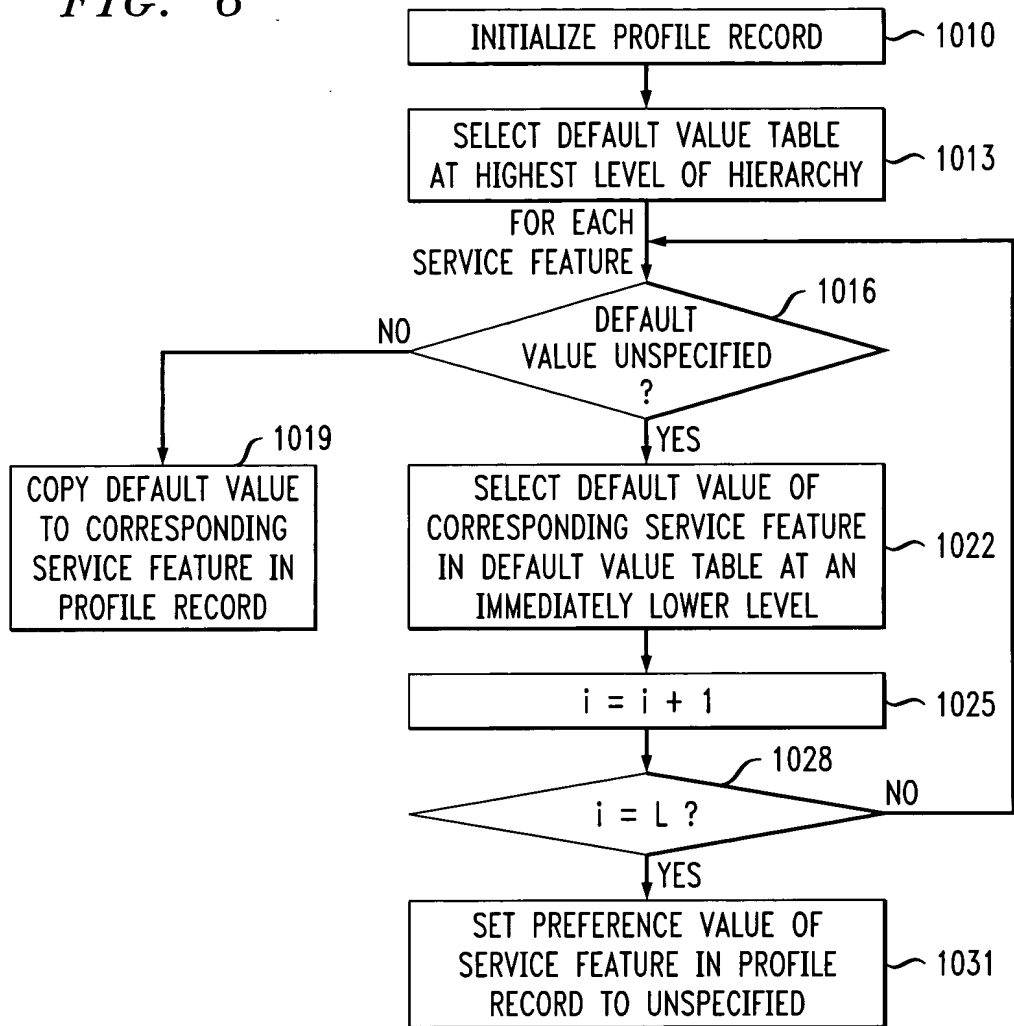 FIG. 6
INITIALIZE PROFILE RECORD
1010
SELECT DEFAULT VALUE TABLE
AT HIGHEST LEVEL OF HIERARCHY
1013
FOR EACH
SERVICE FEATURE
1016
DEFAULT
VALUE UNSPECIFIED
?
NO
YES
1019
COPY DEFAULT VALUE
TO CORRESPONDING
SERVICE FEATURE IN
PROFILE RECORD
SELECT DEFAULT VALUE OF
CORRESPONDING SERVICE FEATURE
IN DEFAULT VALUE TABLE AT AN
IMMEDIATELY LOWER LEVEL
1022
i = i + 1
1025
1028
i = L ?
NO
YES
SET PREFERENCE VALUE OF
SERVICE FEATURE IN PROFILE
RECORD TO UNSPECIFIED
1031